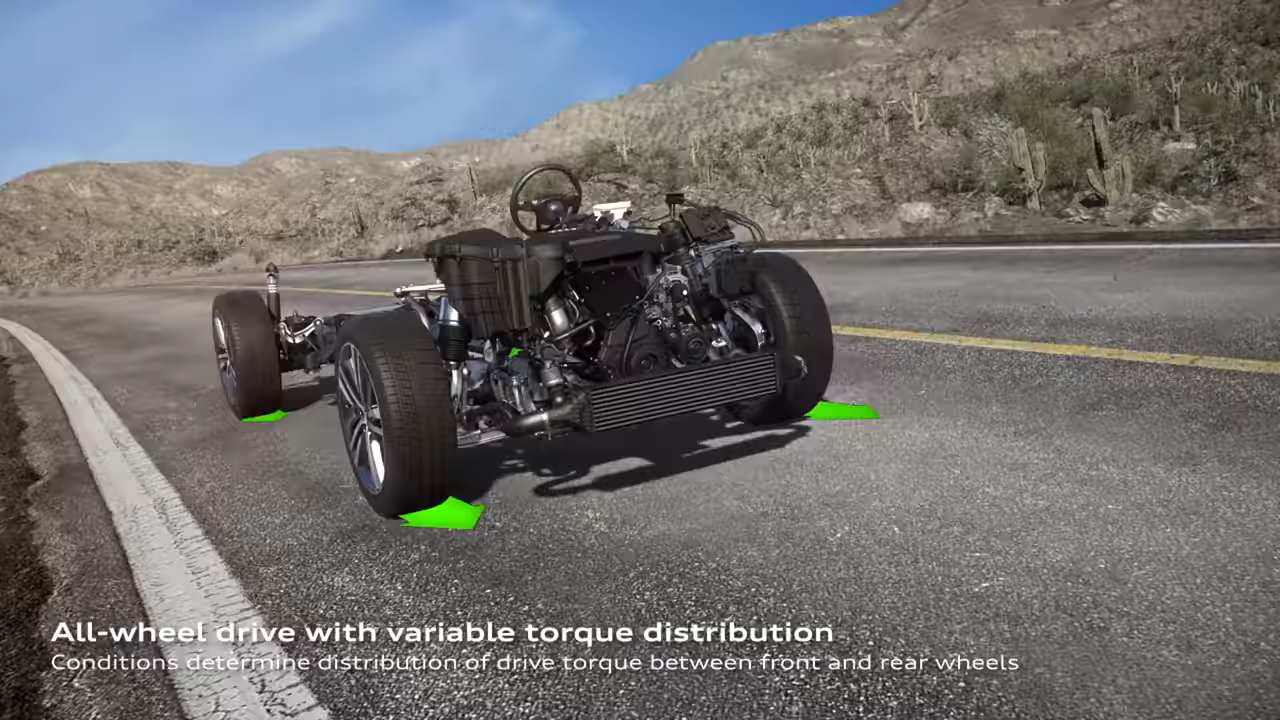 All-wheel drive with variable torque distribution
Conditions determine distribution of drive torque between front and rear wheels